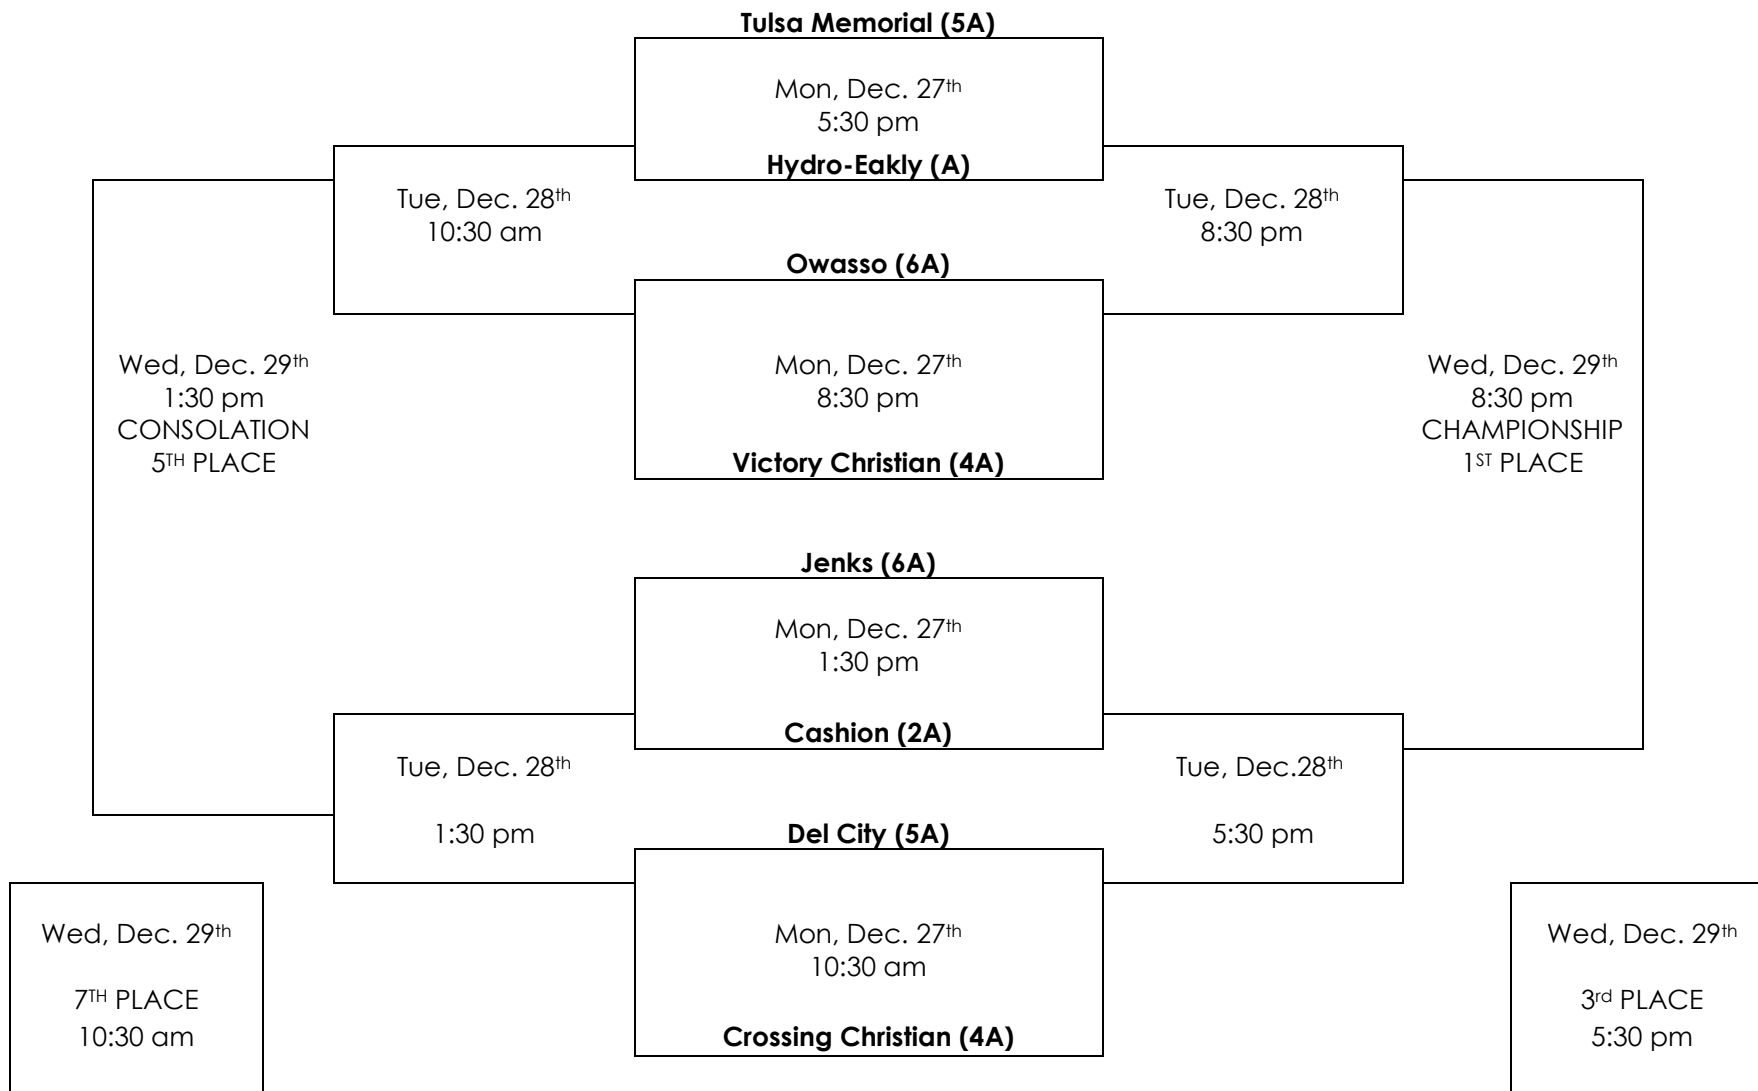 Tulsa Memorial (5A)
Mon, Dec. 27th
5:30 pm
Hydro-Eakly (A)
Tue, Dec. 28th
10:30 am
Tue, Dec. 28th
8:30 pm
Owasso (6A)
Mon, Dec. 27th
8:30 pm
Victory Christian (4A)
Wed, Dec. 29th
1:30 pm
CONSOLATION
5TH PLACE
Wed, Dec. 29th
8:30 pm
CHAMPIONSHIP
1ST PLACE
Jenks (6A)
Mon, Dec. 27th
1:30 pm
Cashion (2A)
Tue, Dec. 28th
1:30 pm
Tue, Dec.28th
5:30 pm
Del City (5A)
Mon, Dec. 27th
10:30 am
Crossing Christian (4A)
Wed, Dec. 29th
7TH PLACE
10:30 am
Wed, Dec. 29th
3rd PLACE
5:30 pm